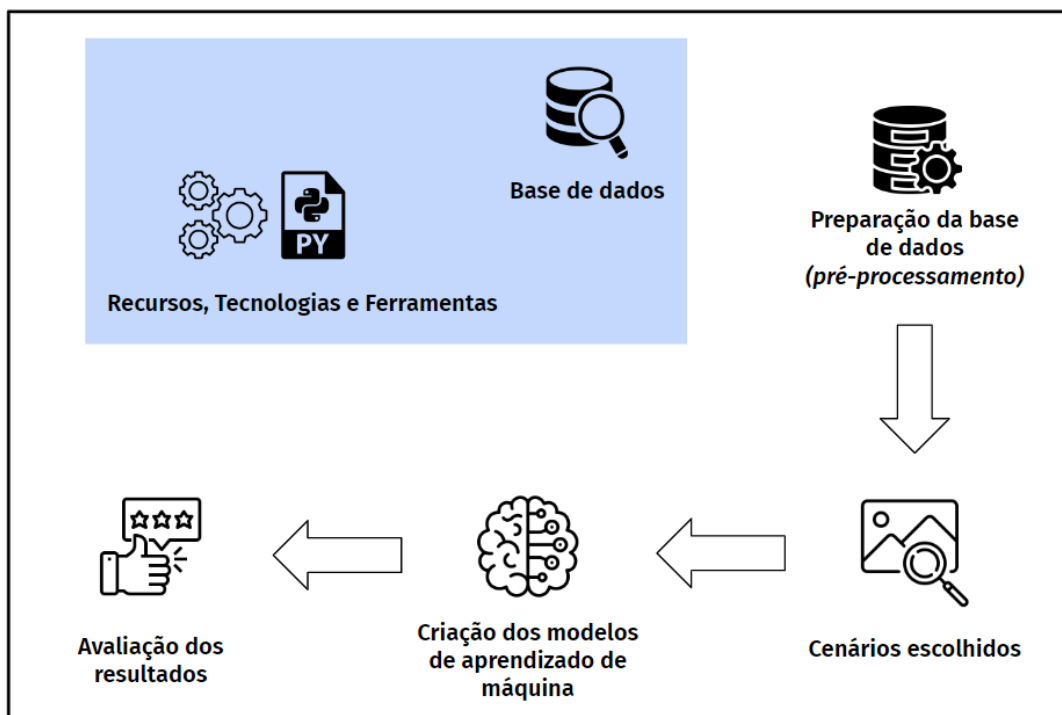 Base de dados
PY
Recursos, Tecnologias e Ferramentas
Preparação da base
de dados
(pré-processamento)
Cenários escolhidos
Criação dos modelos
de aprendizado de
máquina
Avaliação dos
resultados